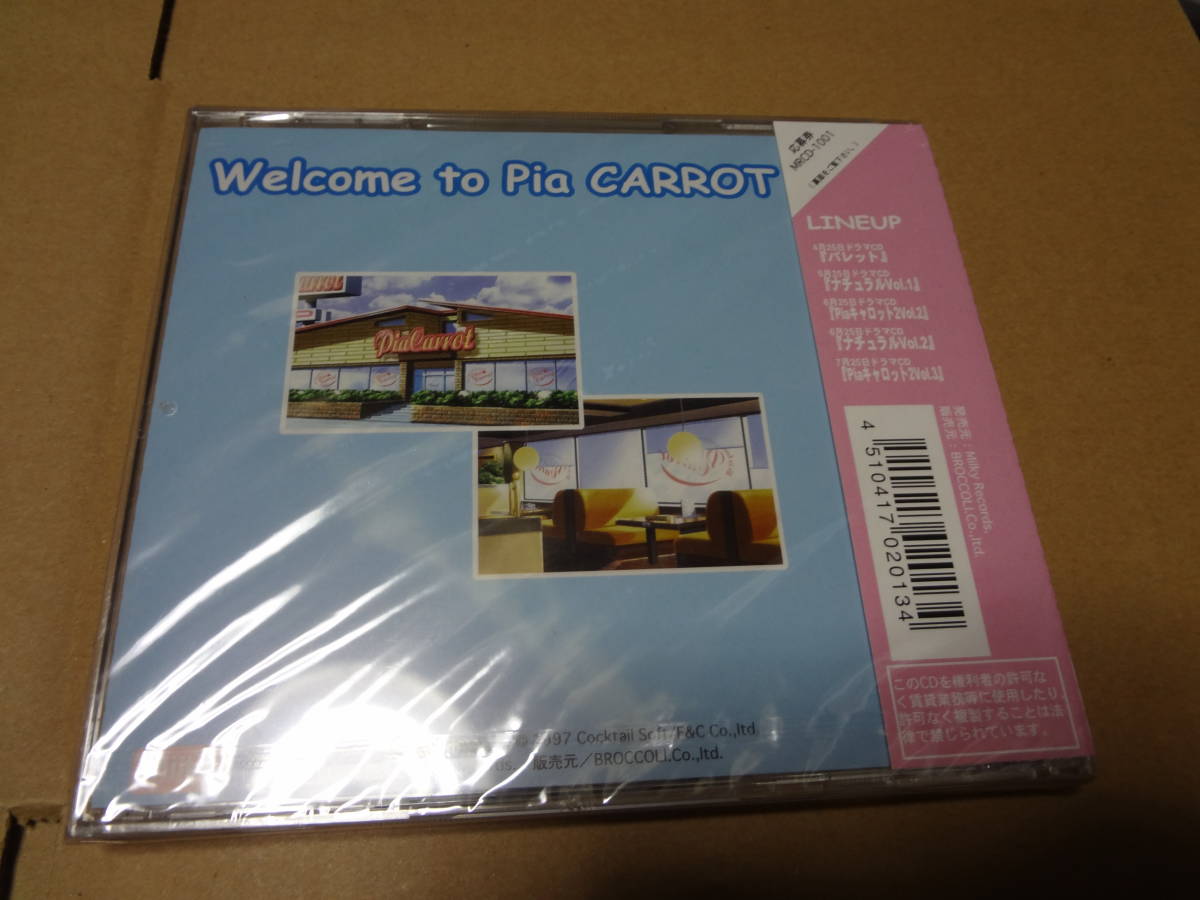 Welcome to Pia CARROT
PiaCarrot
応募券
MRCD-1001
LINEUP
4月25日ドラマCD
『パレット』
5月25日ドラマCD
『ナチュラルVol.1』
6月25日ドラマCD
『Piaキャロット2Vol.2』
6月25日ドラマCD
『ナチュラルVol.2』
7月25日ドラマCD
『Piaキャロット2Vol.3』
発売元：Milky Records.
販売元：BROCCOLI.Co.,ltd.
4 510417 020134
このCDを権利者の許可な
く賃貸業務等に使用したり
許可なく複製することは法
律で禁じられています。
Cocktail Soft/F&C Co.,ltd.
販売元／BROCCOLI.Co.,ltd.